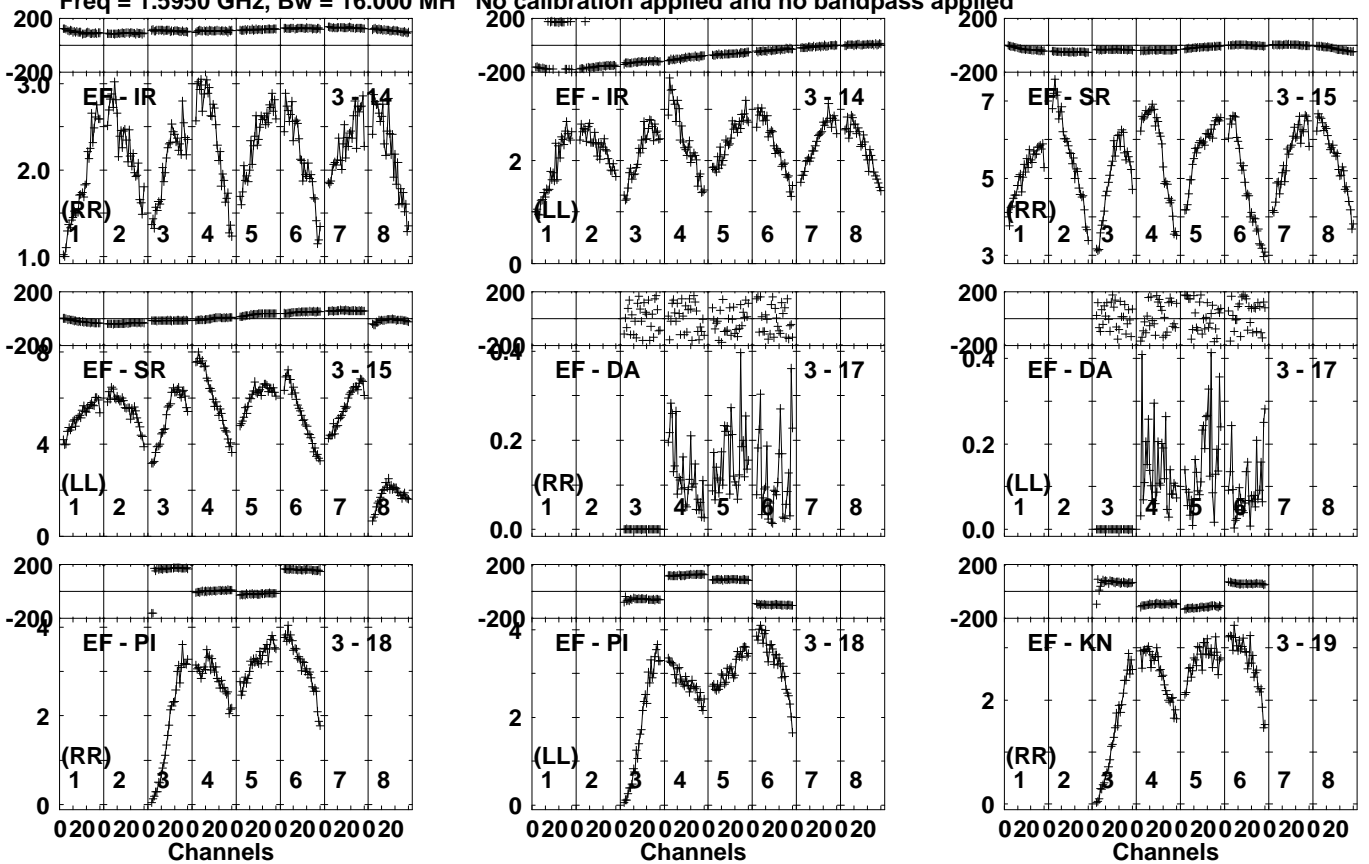 Freq = 1.5950 GHz, Bw = 16.000 MH No calibration applied and no bandpass applied
200 200 200
-200 -200 -200
3.0 EF - IR 3 - 14 EF - IR 3 - 14 7 EF - SR 3 - 15
2.0 2 5
(RR) (LL) (RR)
1 2 3 4 5 6 7 8 1 2 3 4 5 6 7 8 1 2 3 4 5 6 7 8
1.0 0 3
200 200 200
-200 -200 -200
8 0.4 0.4
EF - SR 3 - 15 EF - DA 3 - 17 EF - DA 3 - 17
4 0.2 0.2
(LL) (RR) (LL)
1 2 3 4 5 6 7 8 1 2 3 4 5 6 7 8 1 2 3 4 5 6 7 8
0 0.0 0.0
200 200 200
-200 -200 -200
4 4
EF - PI 3 - 18 EF - PI 3 - 18 EF - KN 3 - 19
2 2 2
(RR) (LL) (RR)
1 2 3 4 5 6 7 8 1 2 3 4 5 6 7 8 1 2 3 4 5 6 7 8
0 0 0
0 20 0 20 0 20 0 20 0 20 0 20 0 20 0 20 0 20 0 20 0 20 0 20 0 20 0 20 0 20 0 20 0 20 0 20 0 20 0 20 0 20 0 20 0 20 0 20
Channels Channels Channels